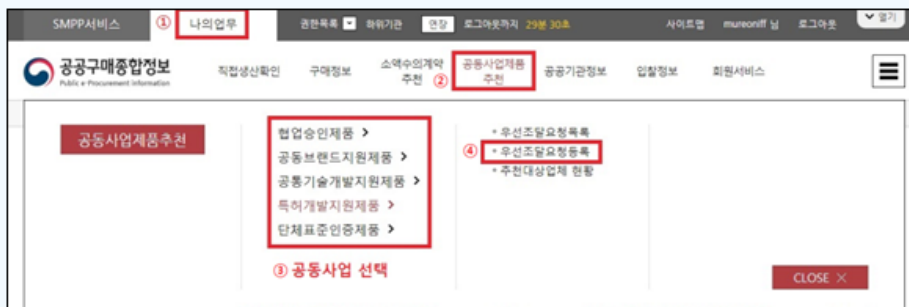 SMPP서비스 ① 나의업무 권한목록 하위기관 연장 로그아웃까지 29분 30초 사이트맵 mureoniff 님 로그아웃 열기
공공구매종합정보 Public e Procurement Information
직접생산확인 구매정보 소액수의계약 추천 ② 공동사업제품 추천 공공기관정보 입찰정보 회원서비스
공동사업제품추천
협업승인제품 >
공동브랜드지원제품 >
공통기술개발지원제품 >
특허개발지원제품 >
단체표준인증제품 >
③ 공동사업 선택
• 우선조달요청목록
④ • 우선조달요청등록
• 추천대상업체 현황
CLOSE ×